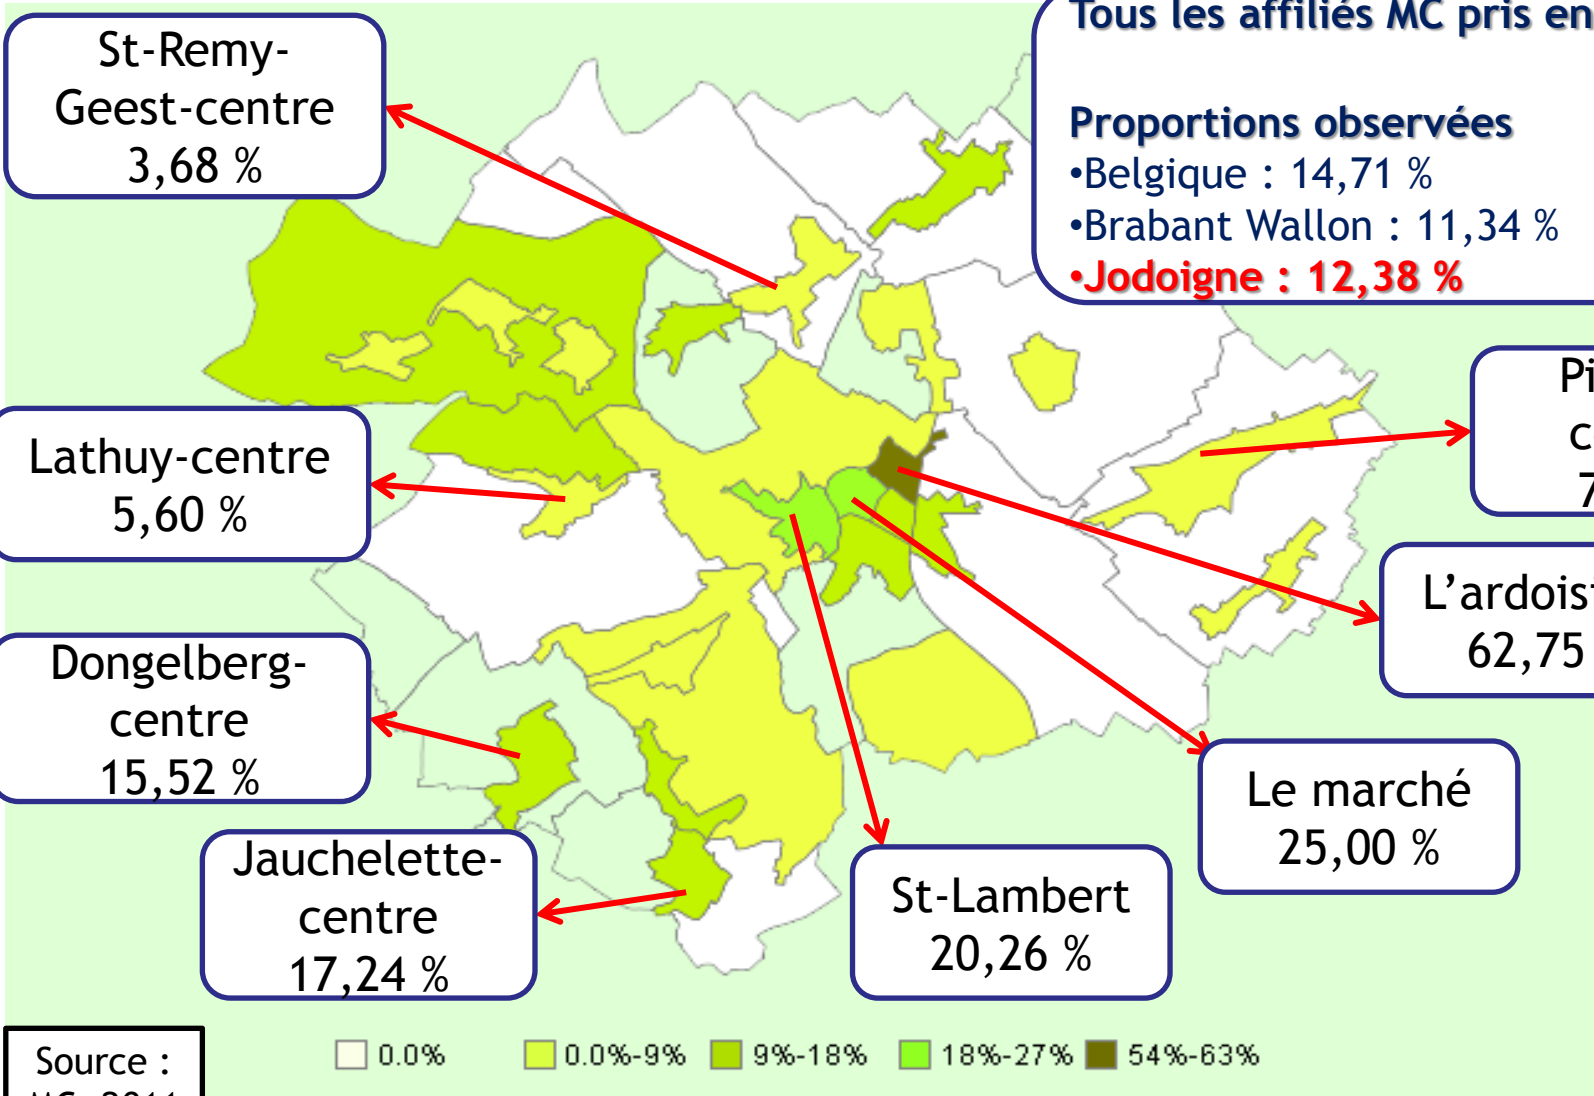 Tous les affiliés MC pris en
Proportions observées
•Belgique : 14,71 %
•Brabant Wallon : 11,34 %
•Jodoigne : 12,38 %
St-Remy-
Geest-centre
3,68 %
Lathuy-centre
5,60 %
Dongelberg-
centre
15,52 %
Jauchelette-
centre
17,24 %
St-Lambert
20,26 %
Le marché
25,00 %
62,75
Source :
0.0%
0.0%-9%
9%-18%
18%-27%
54%-63%